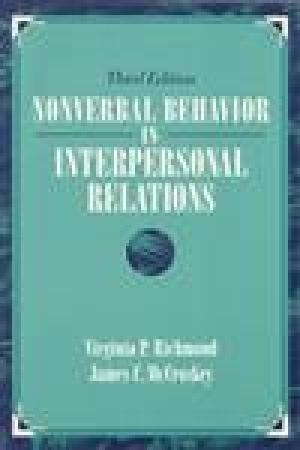 Third Edition
NONVERBAL BEHAVIOR
IN
INTERPERSONAL
RELATIONS
Virginia P. Richmond
James C. McCroskey